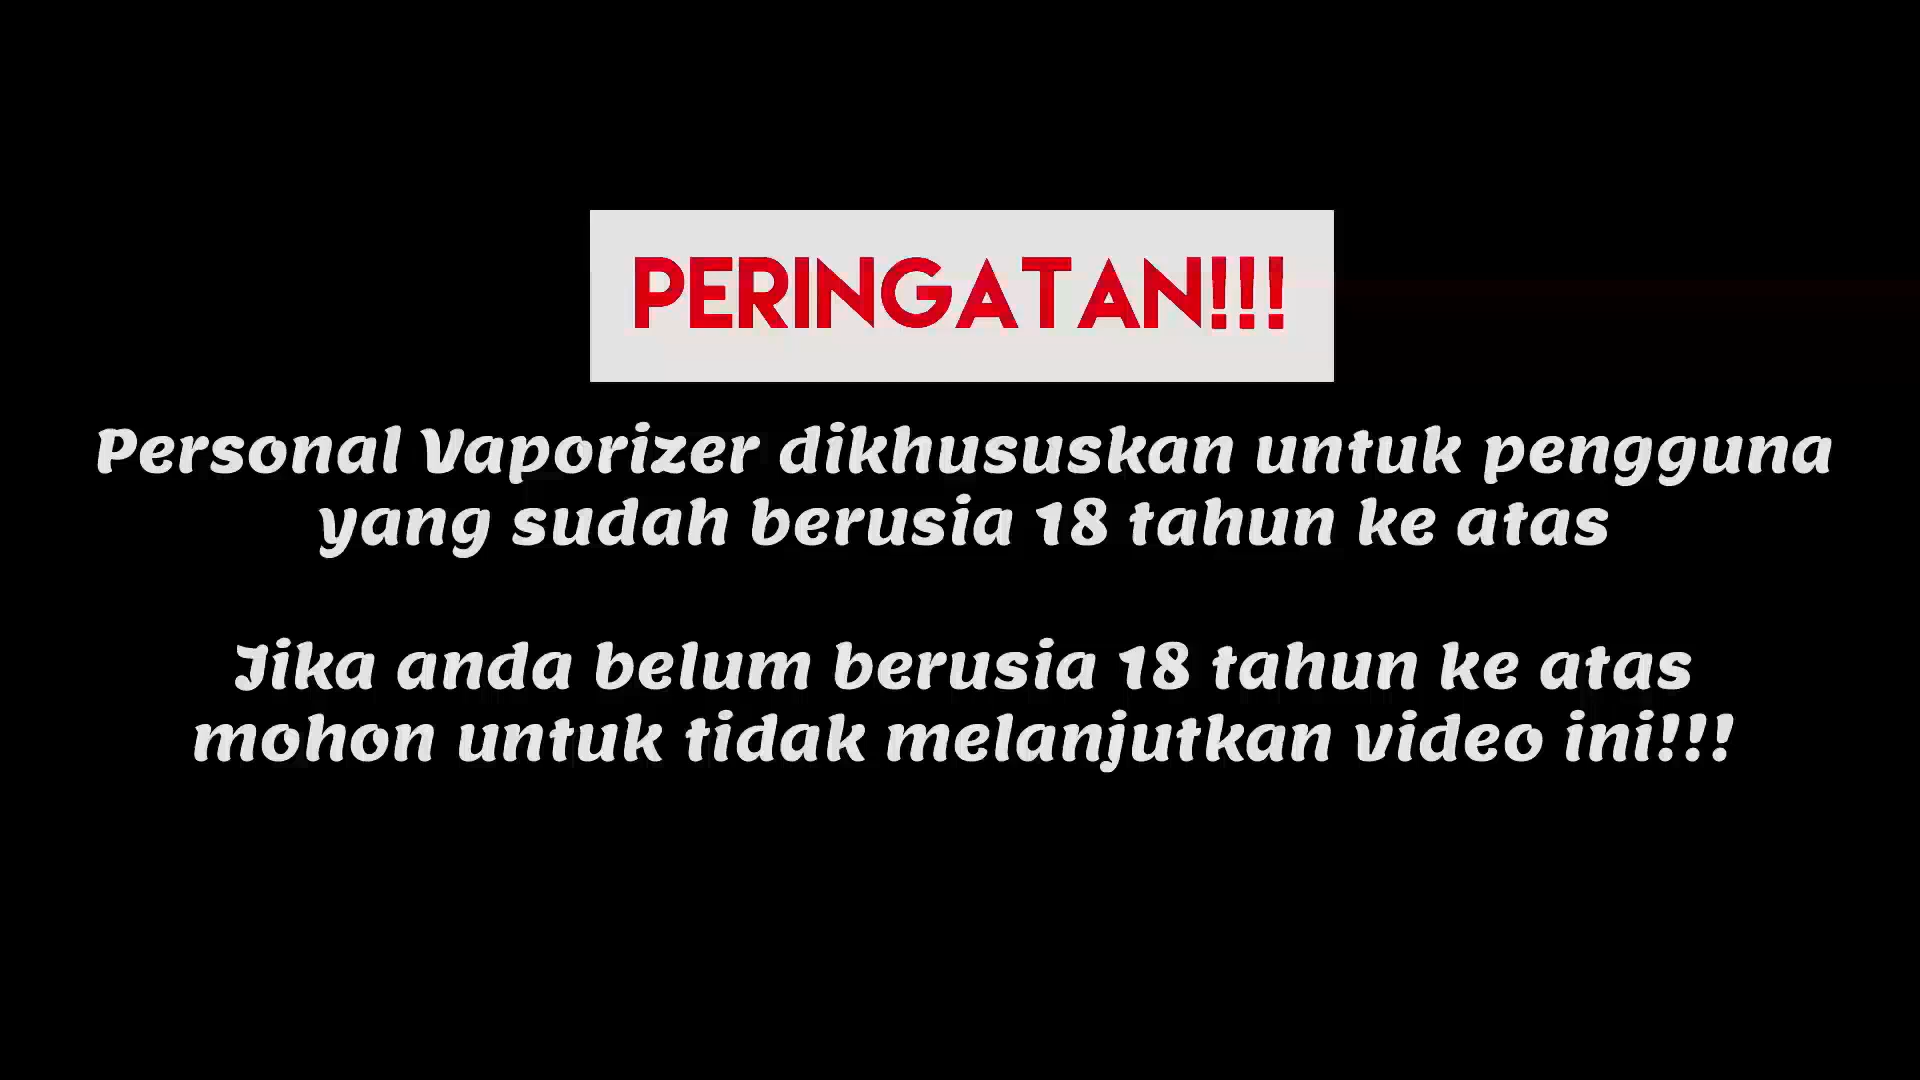 PERINGATAN!!!
Personal Vaporizer dikhususkan untuk pengguna
yang sudah berusia 18 tahun ke atas
Jika anda belum berusia 18 tahun ke atas
mohon untuk tidak melanjutkan video ini!!!